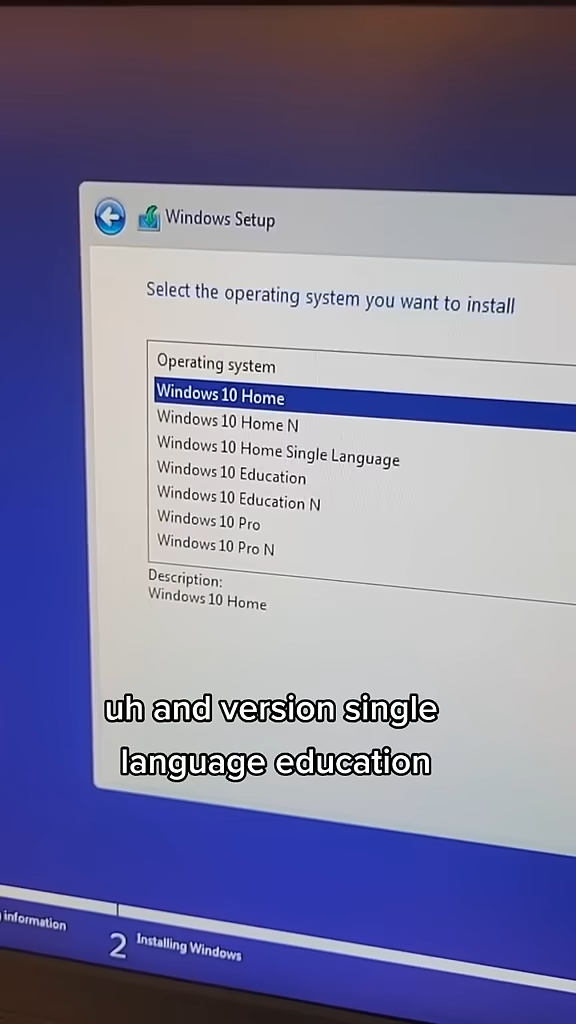 Windows Setup
Select the operating system you want to install
Operating system
Windows 10 Home
Windows 10 Home N
Windows 10 Home Single Language
Windows 10 Education
Windows 10 Education N
Windows 10 Pro
Windows 10 Pro N
Description:
Windows 10 Home
uh and version single
language education
information
2 Installing Windows